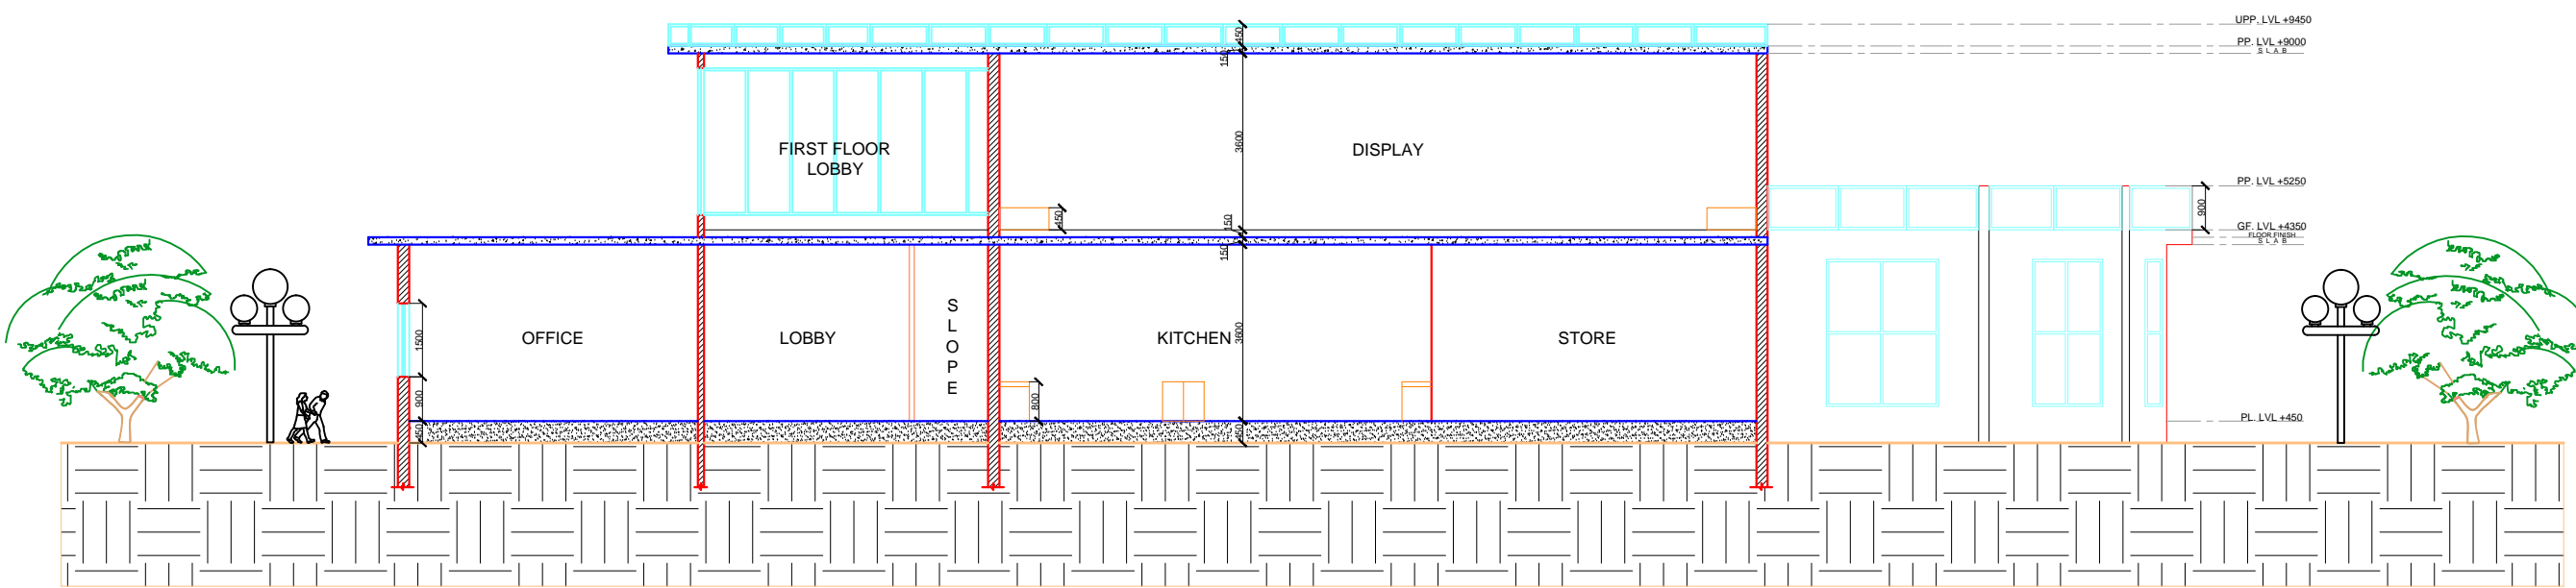 UPP. LVL +9450
450
PP. LVL +9000
S L A B
150
FIRST FLOOR
LOBBY
3600
DISPLAY
PP. LVL +5250
900
450
150
GF. LVL +4350
FLOOR FINISH
S L A B
150
OFFICE
LOBBY
S
L
O
P
E
KITCHEN
3600
STORE
1500
900
800
450
450
PL. LVL +450